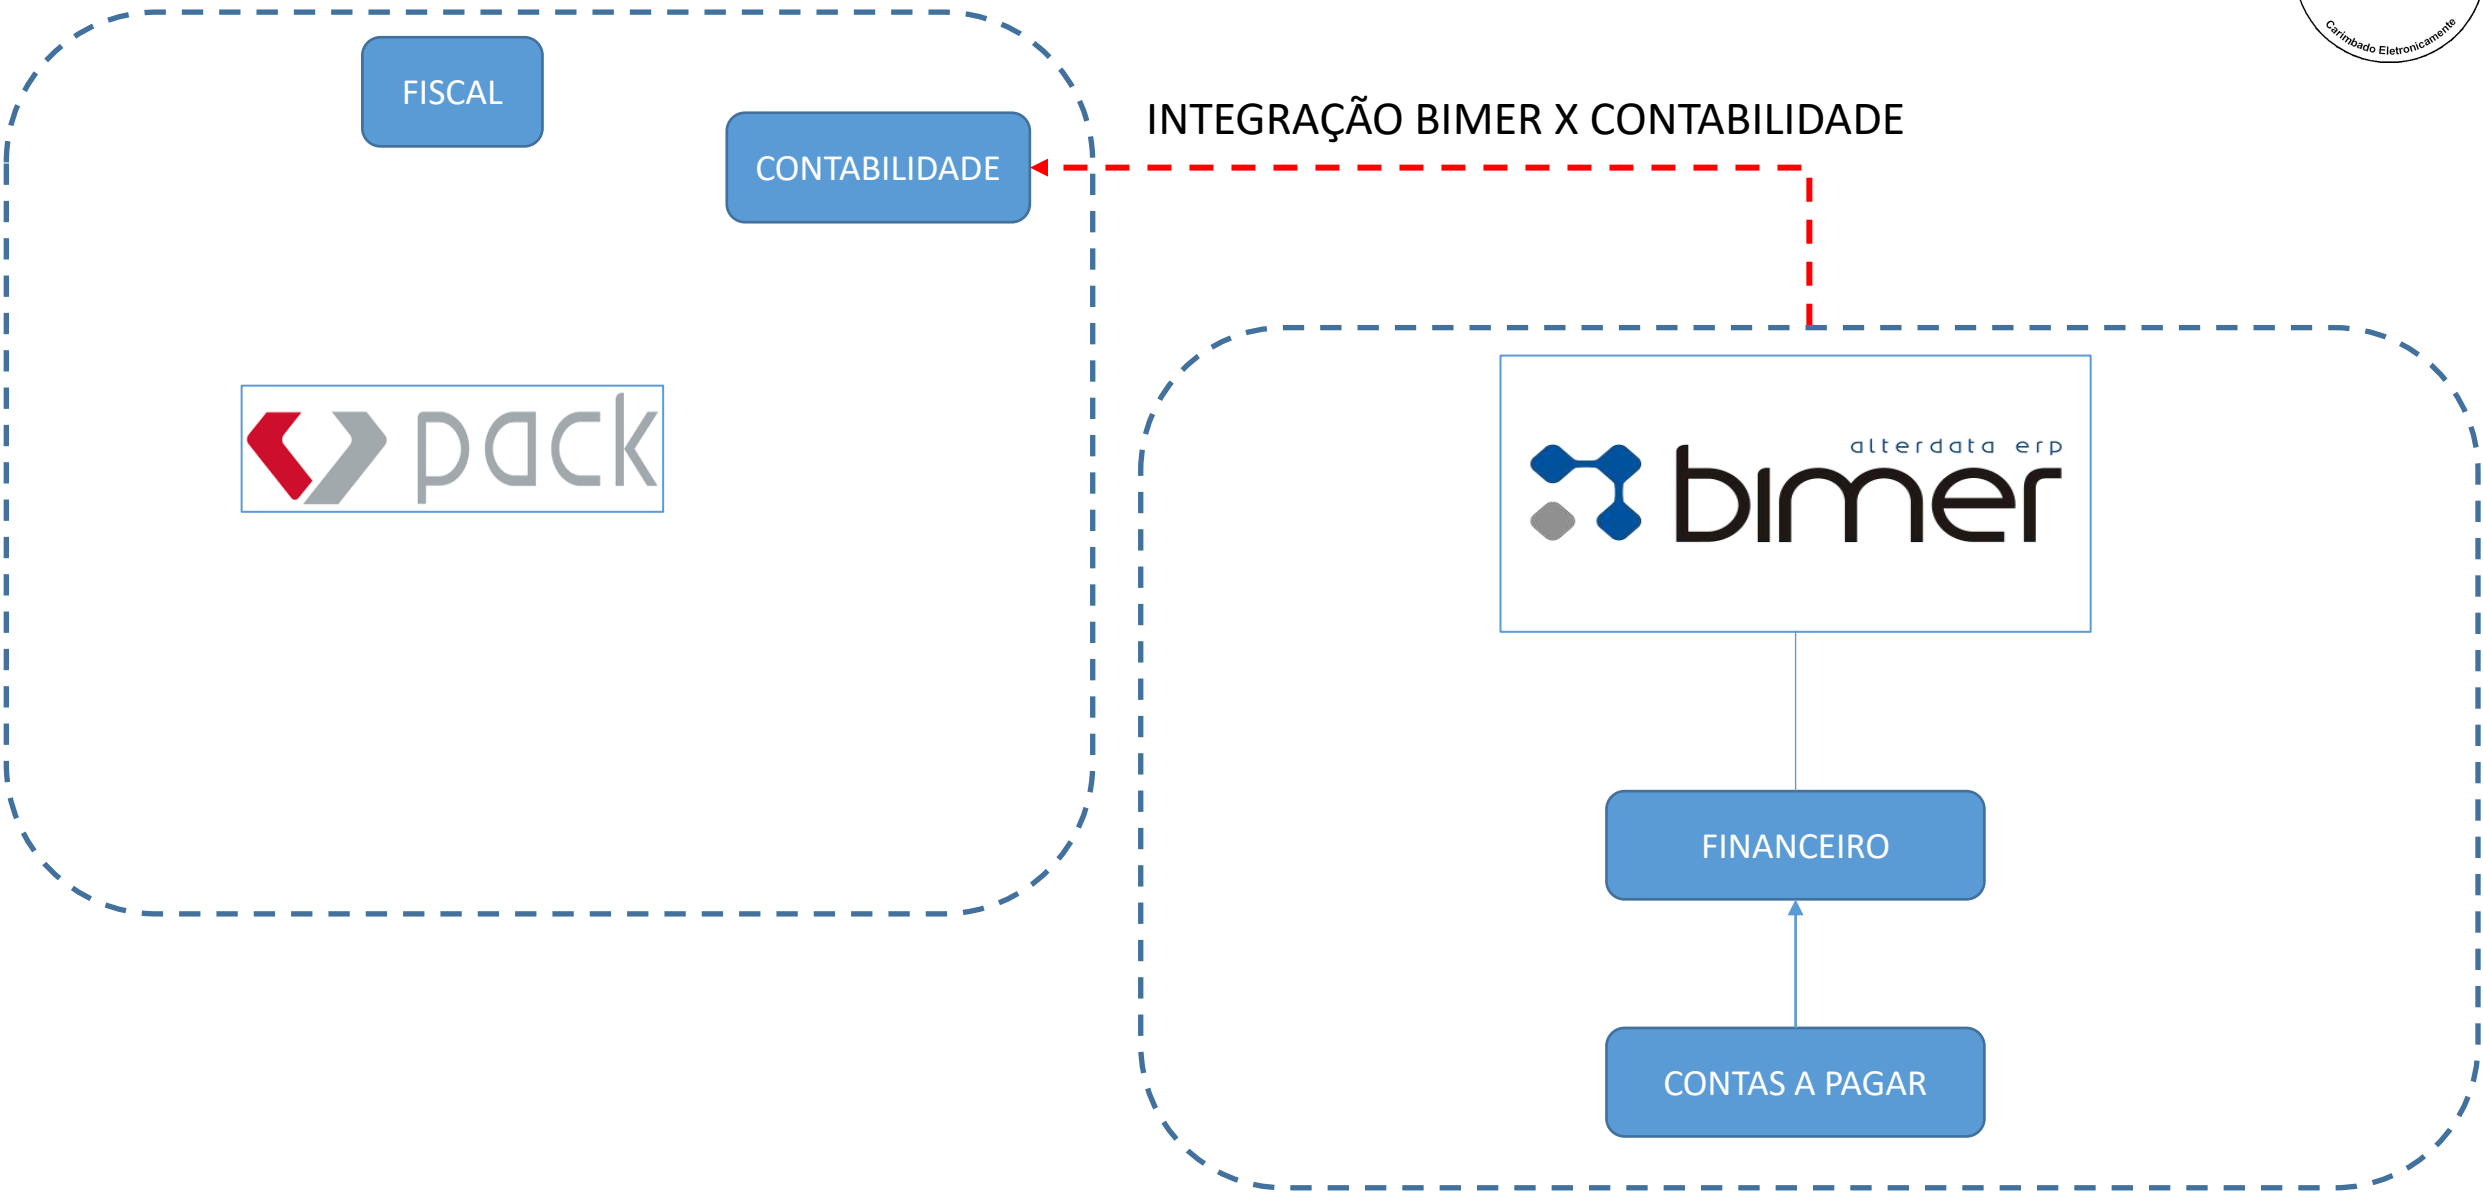 Carimbado Eletronicamente
FISCAL
INTEGRAÇÃO BIMER X CONTABILIDADE
CONTABILIDADE
pack
alterdata erp
bimer
FINANCEIRO
CONTAS A PAGAR